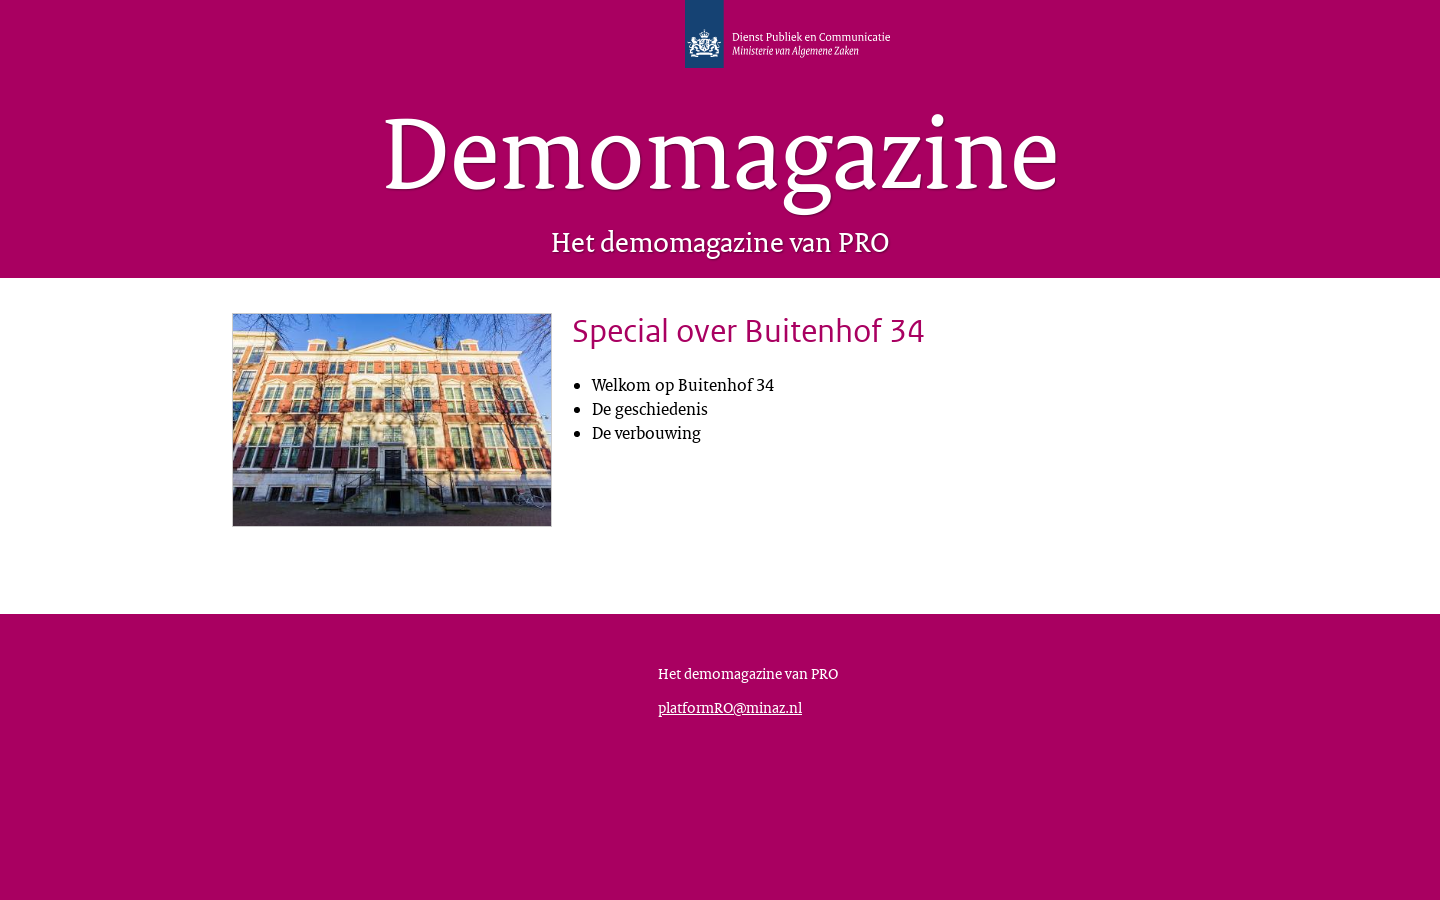 Dienst Publiek en Communicatie
Ministerie van Algemene Zaken
Demomagazine
Het demomagazine van PRO
Special over Buitenhof 34
Welkom op Buitenhof 34
De geschiedenis
De verbouwing
Het demomagazine van PRO
platformRO@minaz.nl